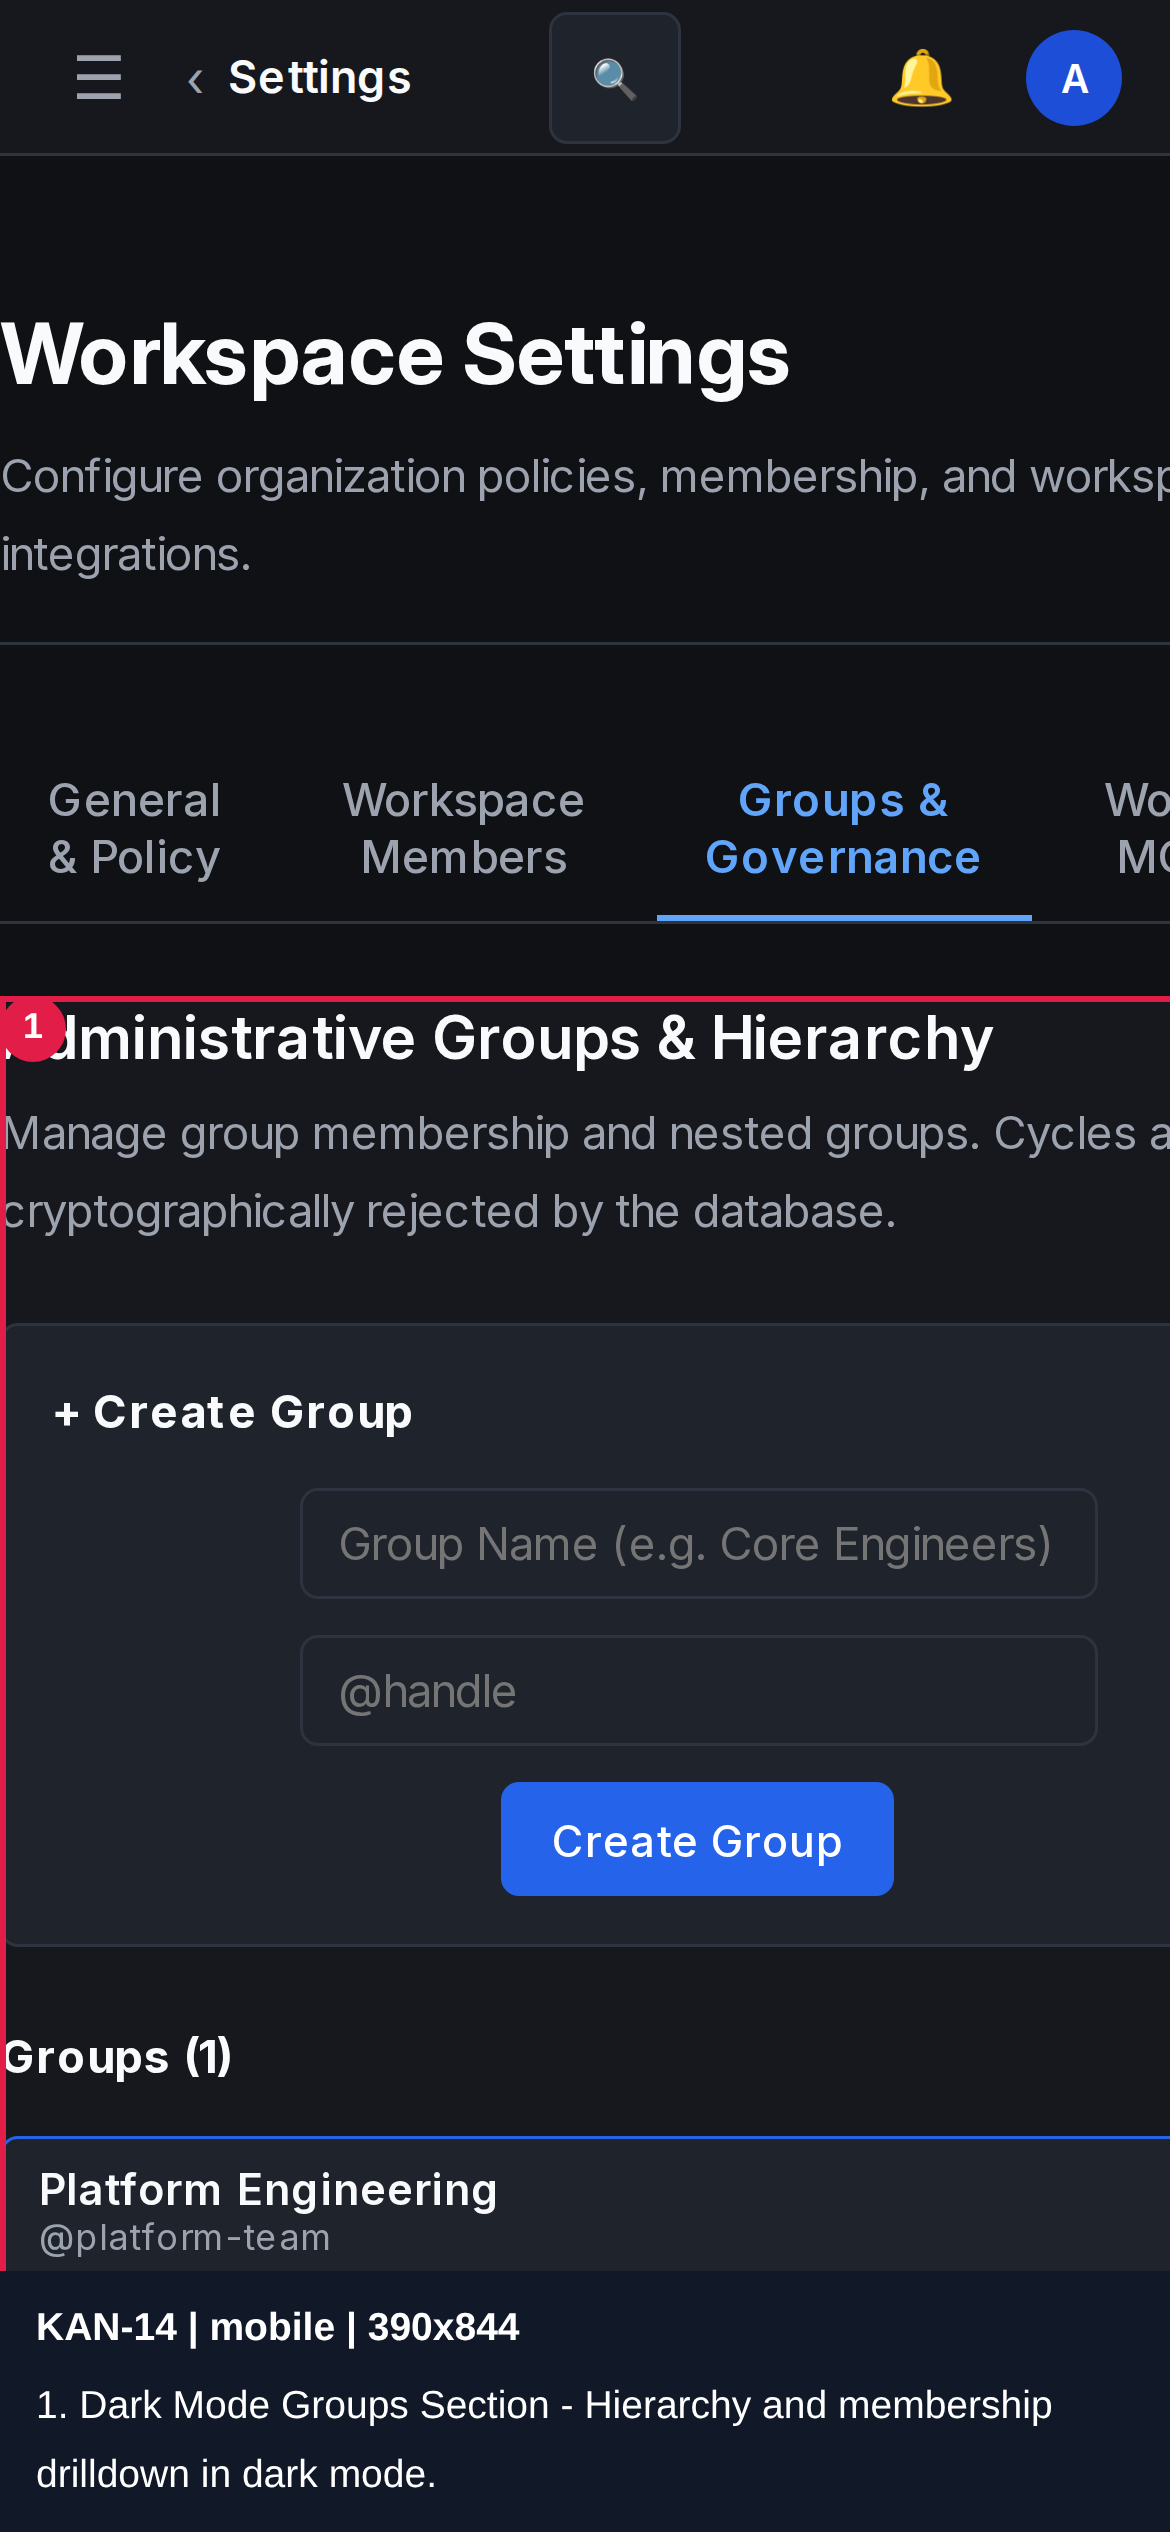 ☰ ‹ Settings 🔍 🔔 A
Workspace Settings
Configure organization policies, membership, and worksp
integrations.
General
& Policy
Workspace
Members
Groups &
Governance
Wo
MC
1
dministrative Groups & Hierarchy
Manage group membership and nested groups. Cycles a
cryptographically rejected by the database.
+ Create Group
Group Name (e.g. Core Engineers)
@handle
Create Group
Groups (1)
Platform Engineering
@platform-team
KAN-14 | mobile | 390x844
1. Dark Mode Groups Section - Hierarchy and membership
drilldown in dark mode.